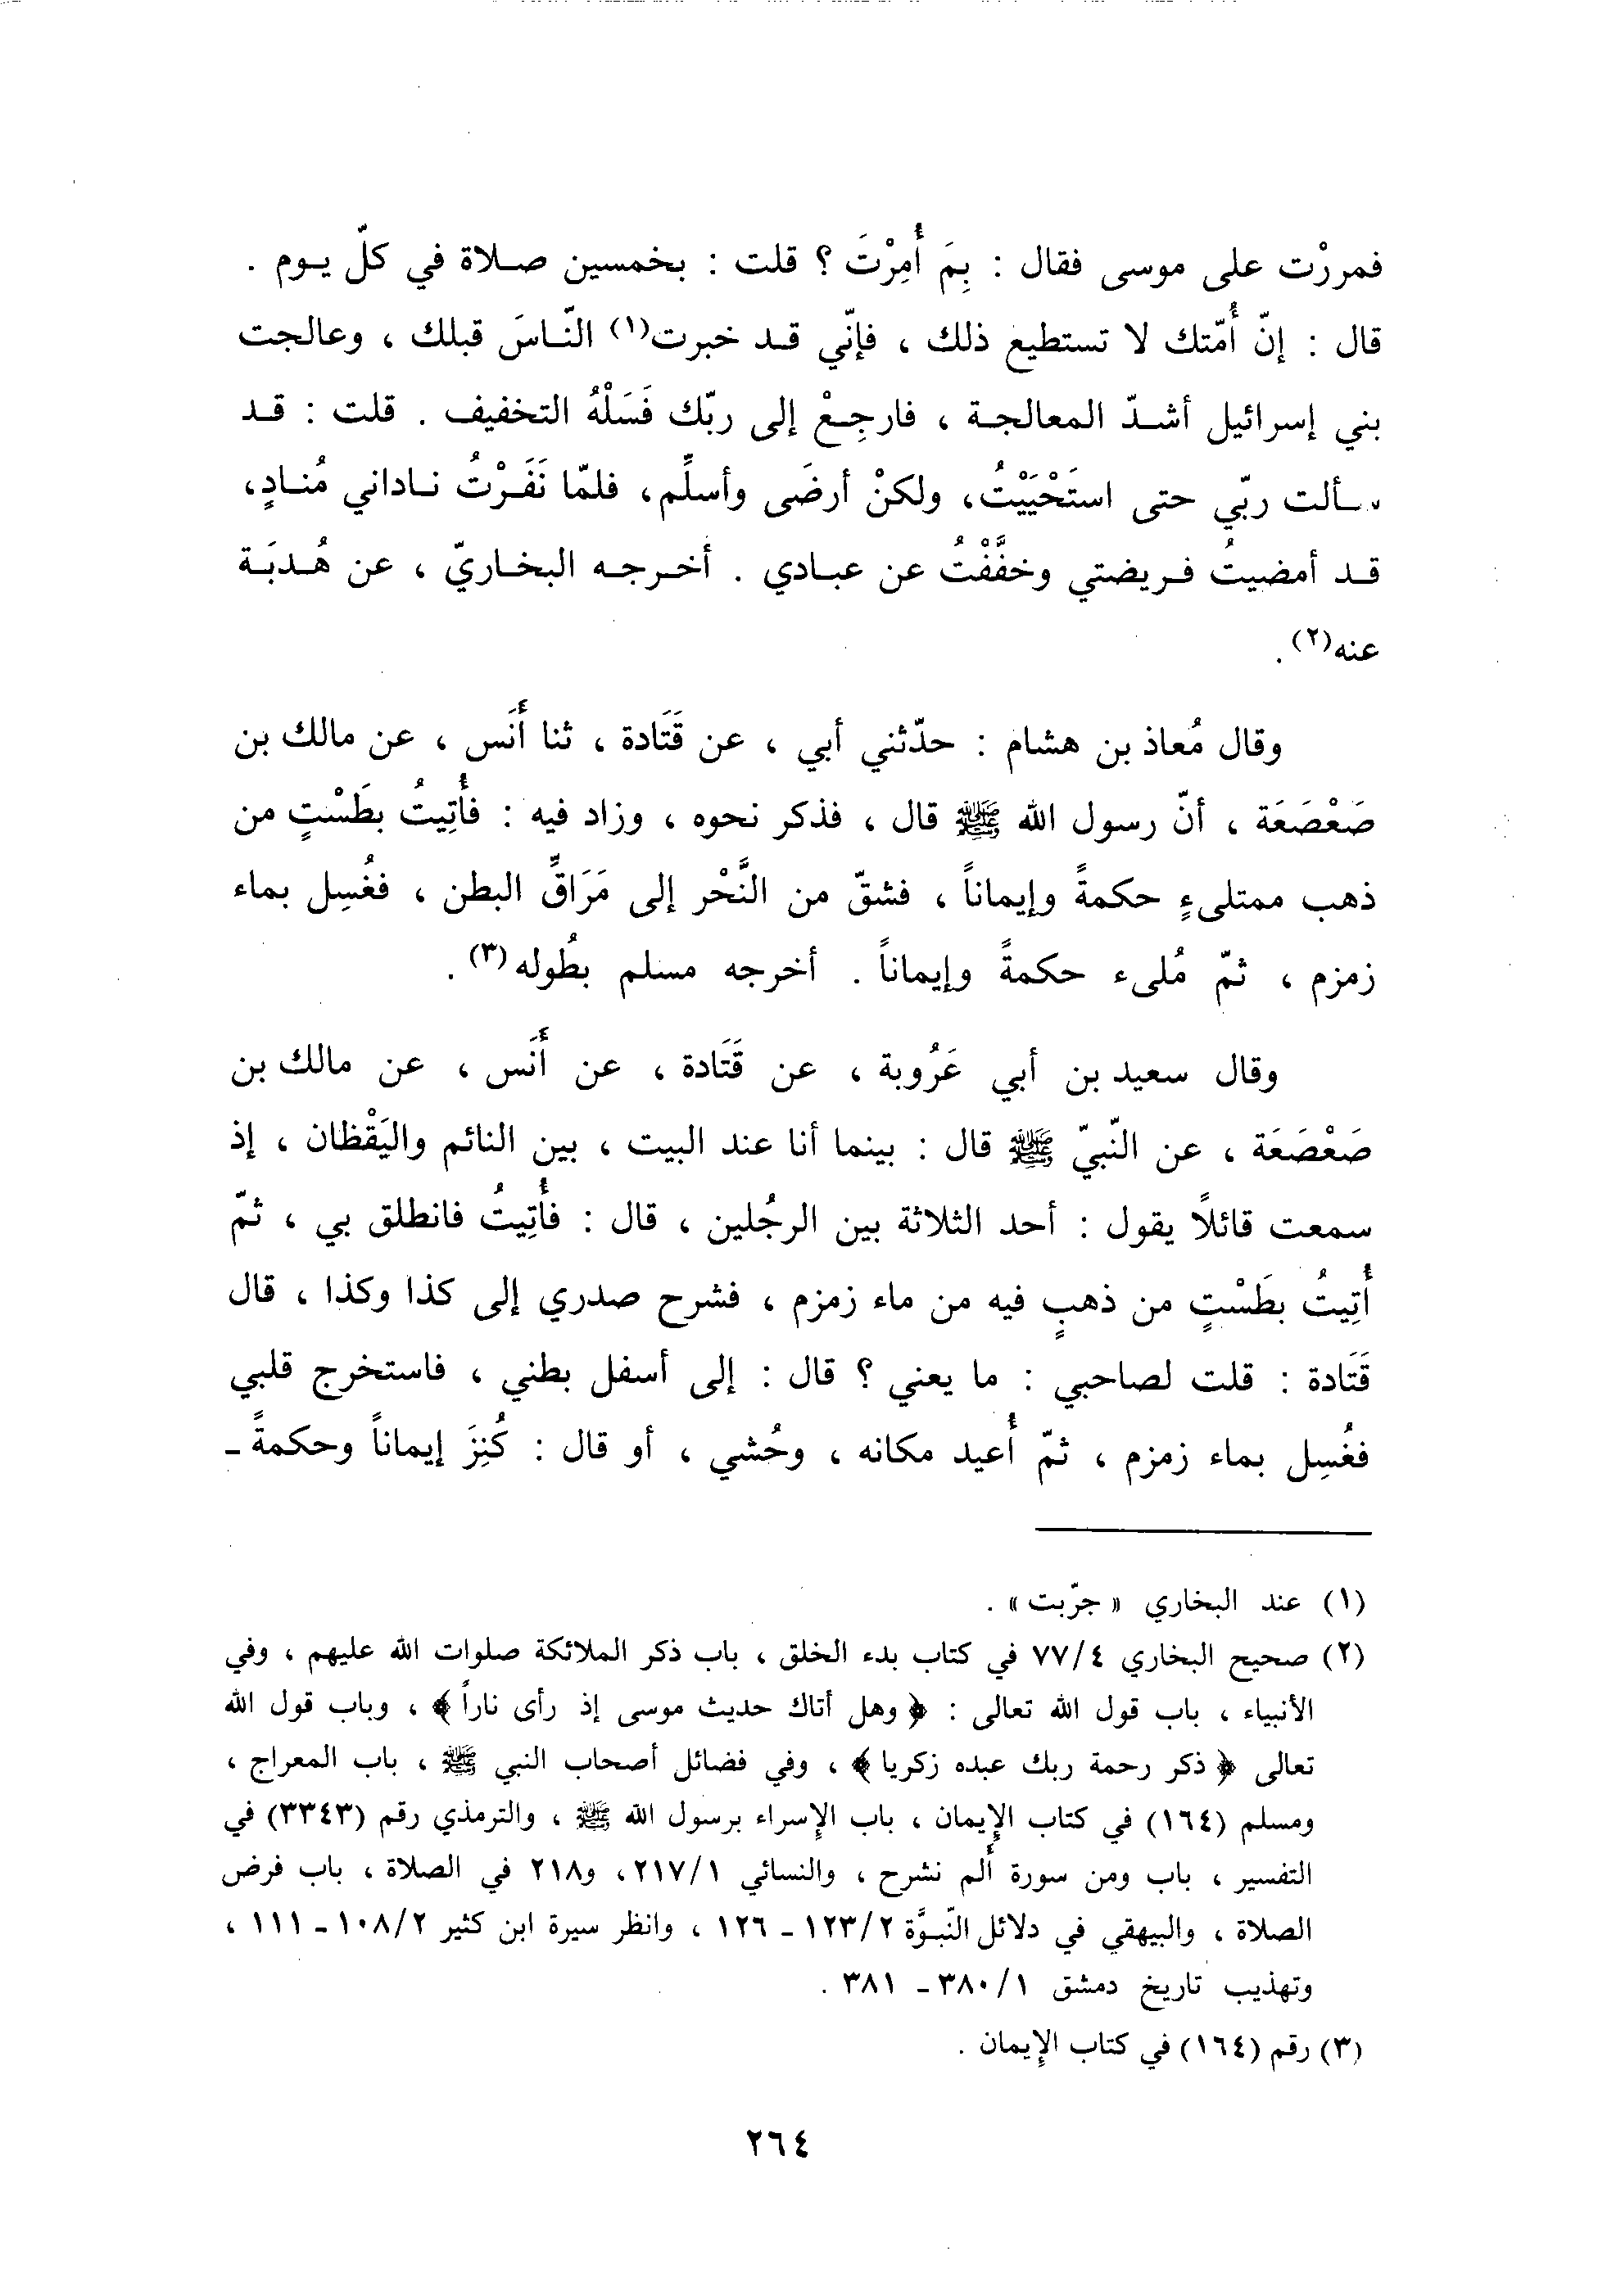 فمررْت على موسى فقال : بِمَ أُمِرْتَ ؟ قلت : بخمسين صلاة في كلّ يوم .
قال : إنّ أُمّتك لا تستطيع ذلك ، فإنّي قد خبرت(١) النّاسَ قبلك ، وعالجت
بني إسرائيل أشدّ المعالجة ، فارجِعْ إلى ربّك فَسَلْهُ التخفيف . قلت : قد
سألت ربّي حتى استَحْيَيْتُ، ولكنْ أرضَى وأسلِّم، فلمّا نَفَرْتُ ناداني مُنادٍ،
قد أمضيتُ فريضتي وخفَّفْتُ عن عبادي . أخرجه البخاريّ ، عن هُدبَة
عنه(٢) .
وقال مُعاذ بن هشام : حدّثني أبي ، عن قَتَادة ، ثنا أَنَس ، عن مالك بن
صَعْصَعَة ، أنّ رسول الله ﷺ قال ، فذكر نحوه ، وزاد فيه : فأُتِيتُ بطَسْتٍ من
ذهب ممتلىءٍ حكمةً وإيماناً ، فشقّ من النَّحْر إلى مَرَاقِّ البطن ، فغُسِل بماء
زمزم ، ثمّ مُلىء حكمةً وإيماناً . أخرجه مسلم بطُوله(٣) .
وقال سعيد بن أبي عَرُوبة ، عن قَتَادة ، عن أَنَس ، عن مالك بن
صَعْصَعَة ، عن النّبيّ ﷺ قال : بينما أنا عند البيت ، بين النائم واليَقْظان ، إذ
سمعت قائلاً يقول : أحد الثلاثة بين الرجُلين ، قال : فأُتِيتُ فانطلق بي ، ثمّ
أُتِيتُ بطَسْتٍ من ذهبٍ فيه من ماء زمزم ، فشرح صدري إلى كذا وكذا ، قال
قَتَادة : قلت لصاحبي : ما يعني ؟ قال : إلى أسفل بطني ، فاستخرج قلبي
فغُسِل بماء زمزم ، ثمّ أُعيد مكانه ، وحُشي ، أو قال : كُنِزَ إيماناً وحكمةً ـ
(١) عند البخاري « جرّبت» .
(٢) صحيح البخاري ٤/٧٧ في كتاب بدء الخلق ، باب ذكر الملائكة صلوات الله عليهم ، وفي
الأنبياء ، باب قول الله تعالى : ﴿ وهل أتاك حديث موسى إذ رأى ناراً﴾ ، وباب قول الله
تعالى ﴿ ذكر رحمة ربك عبده زكريا ﴾ ، وفي فضائل أصحاب النبي ﷺ ، باب المعراج ،
ومسلم (١٦٤) في كتاب الإيمان ، باب الإسراء برسول الله ﷺ ، والترمذي رقم (٣٣٤٣) في
التفسير ، باب ومن سورة ألم نشرح ، والنسائي ٢١٧/١، و٢١٨ في الصلاة ، باب فرض
الصلاة ، والبيهقي في دلائل النّبوَّة ١٢٣/٢ ـ ١٢٦ ، وانظر سيرة ابن كثير ١٠٨/٢ ـ ١١١ ،
وتهذيب تاريخ دمشق ٣٨٠/١ ـ ٣٨١ .
(٣) رقم (١٦٤) في كتاب الإيمان .
٢٦٤